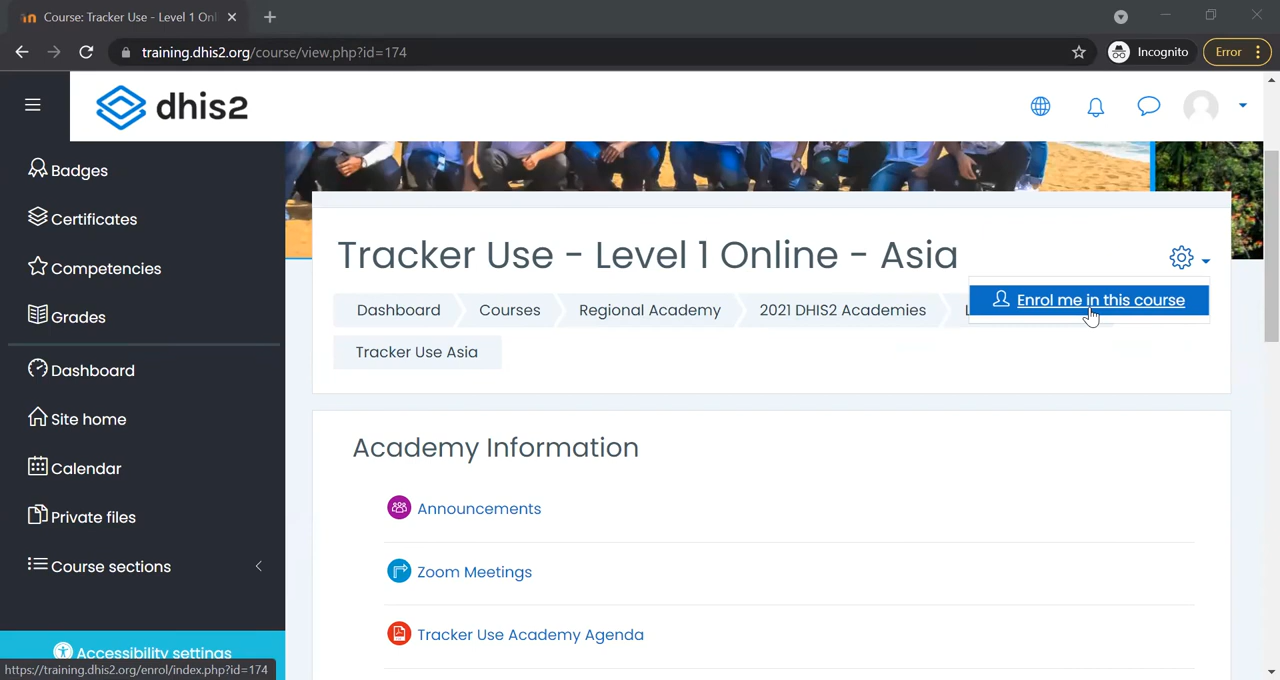 Course: Tracker Use - Level 1 Onl
training.dhis2.org/course/view.php?id=174
Incognito
Error
dhis2
Badges
Certificates
Competencies
Grades
Dashboard
Site home
Calendar
Private files
Course sections
Accessibility settings
https://training.dhis2.org/enrol/index.php?id=174
Tracker Use - Level 1 Online - Asia
Enrol me in this course
Dashboard Courses Regional Academy 2021 DHIS2 Academies
Tracker Use Asia
Academy Information
Announcements
Zoom Meetings
Tracker Use Academy Agenda